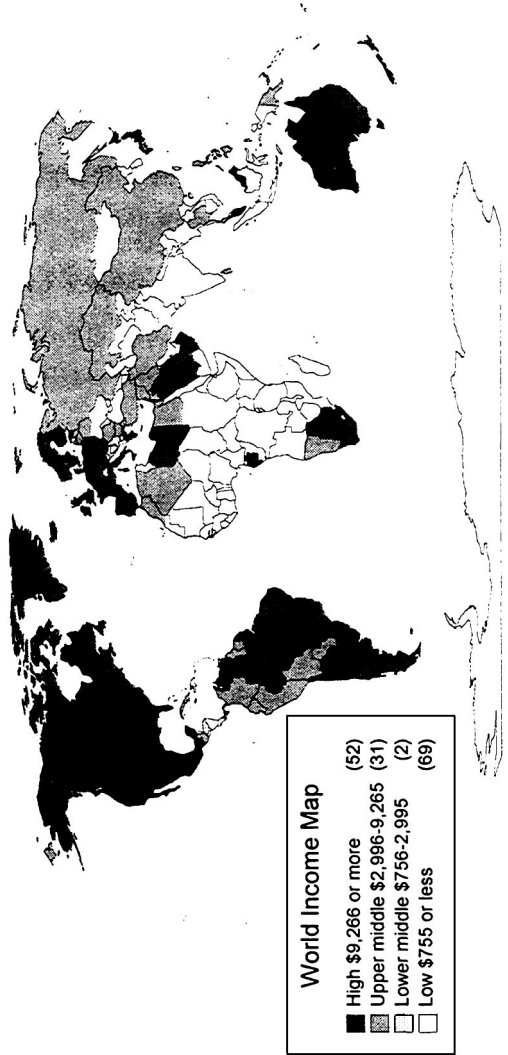 World Income Map
High $9,266 or more (52)
Upper middle $2,996-9,265 (31)
Lower middle $756-2,995 (2)
Low $755 or less (69)